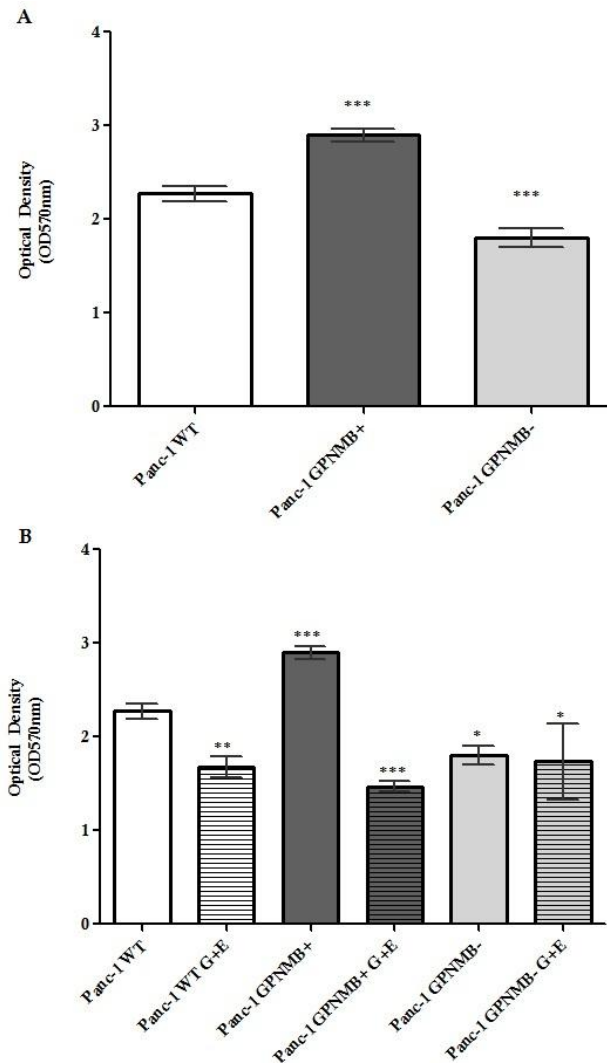 A
4
3
2
1
0
Optical Density
(OD570nm)
***
***
Panc-1 WT
Panc-1 GPNMB+
Panc-1 GPNMB-
B
4
3
2
1
0
Optical Density
(OD570nm)
**
***
***
*
*
Panc-1 WT
Panc-1 WT G+E
Panc-1 GPNMB+
Panc-1 GPNMB+ G+E
Panc-1 GPNMB-
Panc-1 GPNMB- G+E